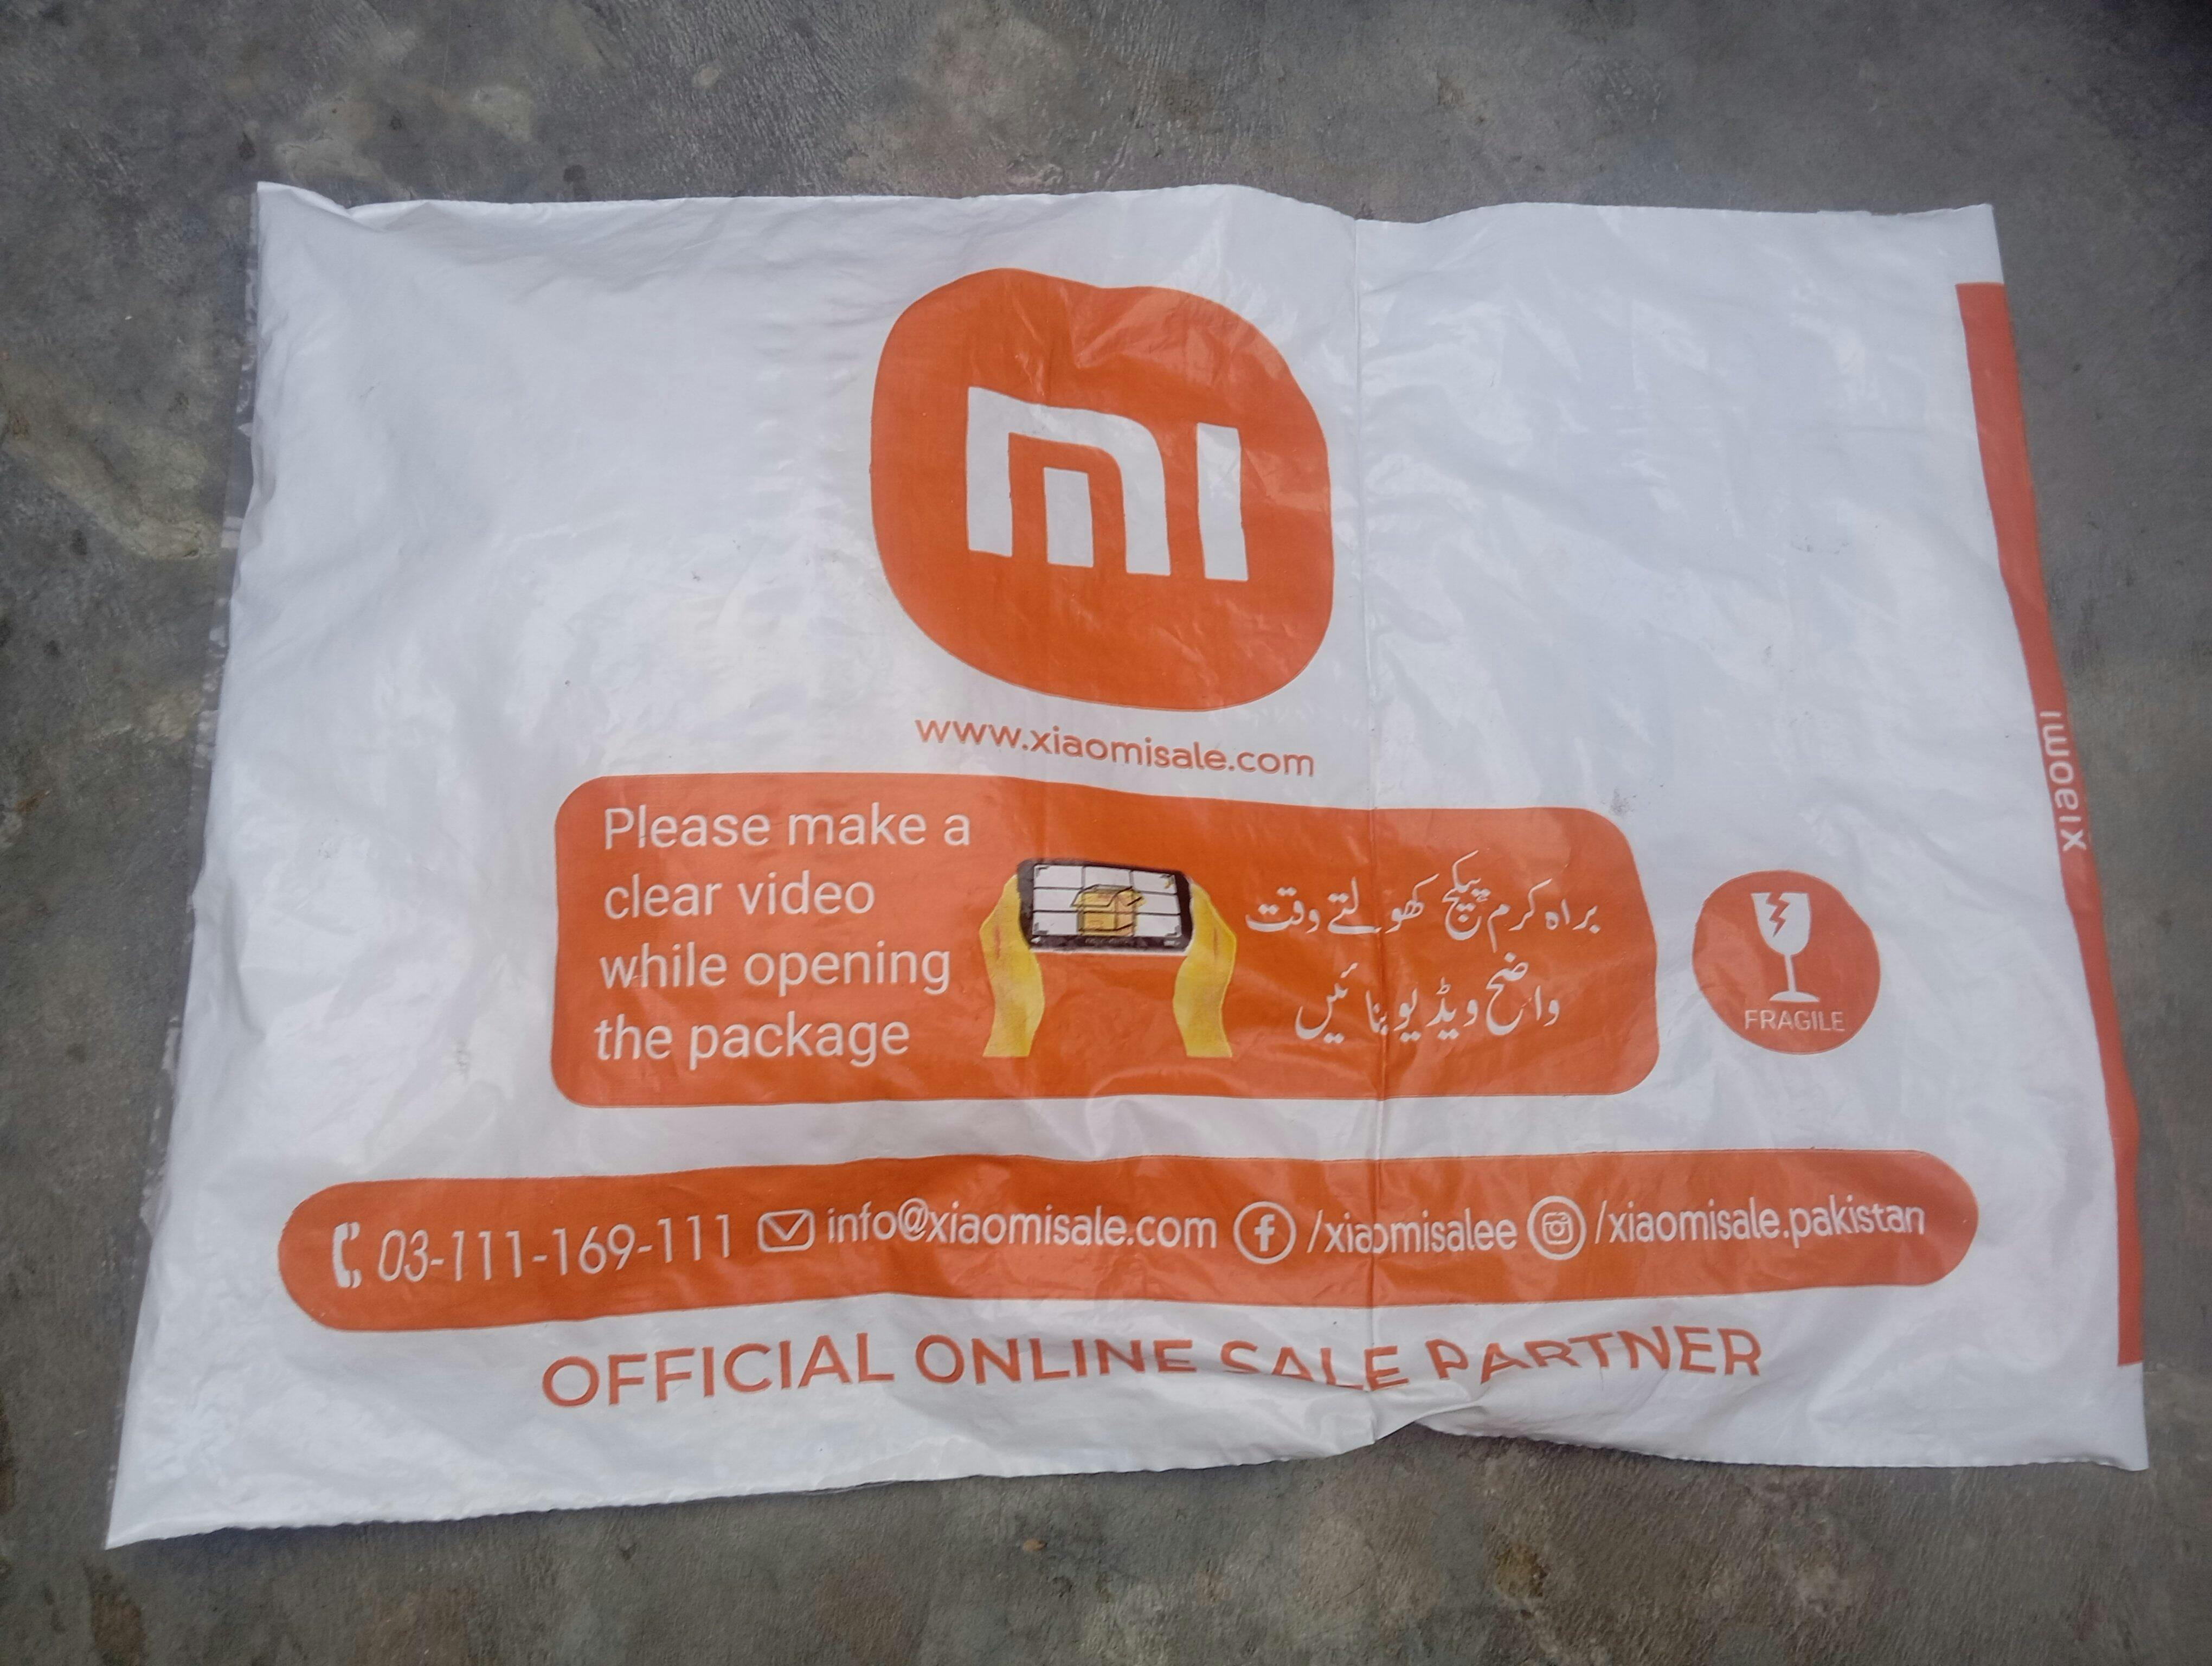 mi
www.xiaomisale.com
Please make a
clear video
while opening
the package
براہ کرم پیکج کھولتے وقت
واضح ویڈیو بنائیں
FRAGILE
xiaomi
03-111-169-111 info@xiaomisale.com /xiaomisalee /xiaomisale.pakistan
OFFICIAL ONLINE SALE PARTNER